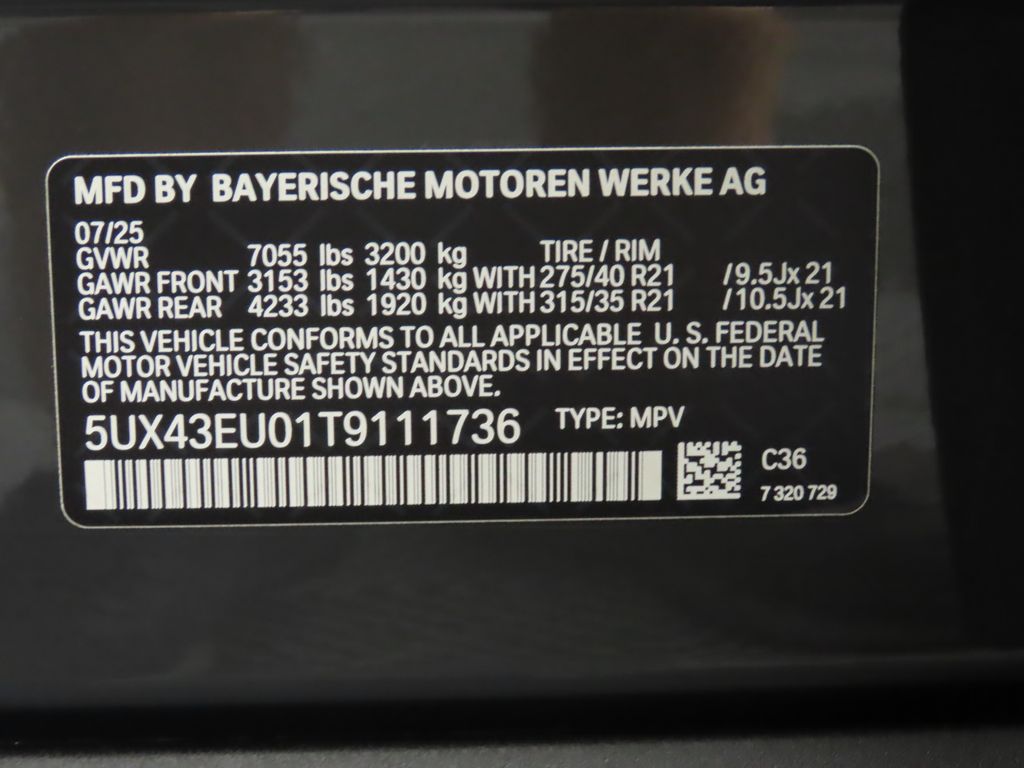 MFD BY BAYERISCHE MOTOREN WERKE AG
07/25
GVWR 7055 lbs 3200 kg TIRE / RIM
GAWR FRONT 3153 lbs 1430 kg WITH 275/40 R21 /9.5Jx 21
GAWR REAR 4233 lbs 1920 kg WITH 315/35 R21 /10.5Jx 21
THIS VEHICLE CONFORMS TO ALL APPLICABLE U. S. FEDERAL
MOTOR VEHICLE SAFETY STANDARDS IN EFFECT ON THE DATE
OF MANUFACTURE SHOWN ABOVE.
5UX43EU01T9111736 TYPE: MPV
C36
7 320 729